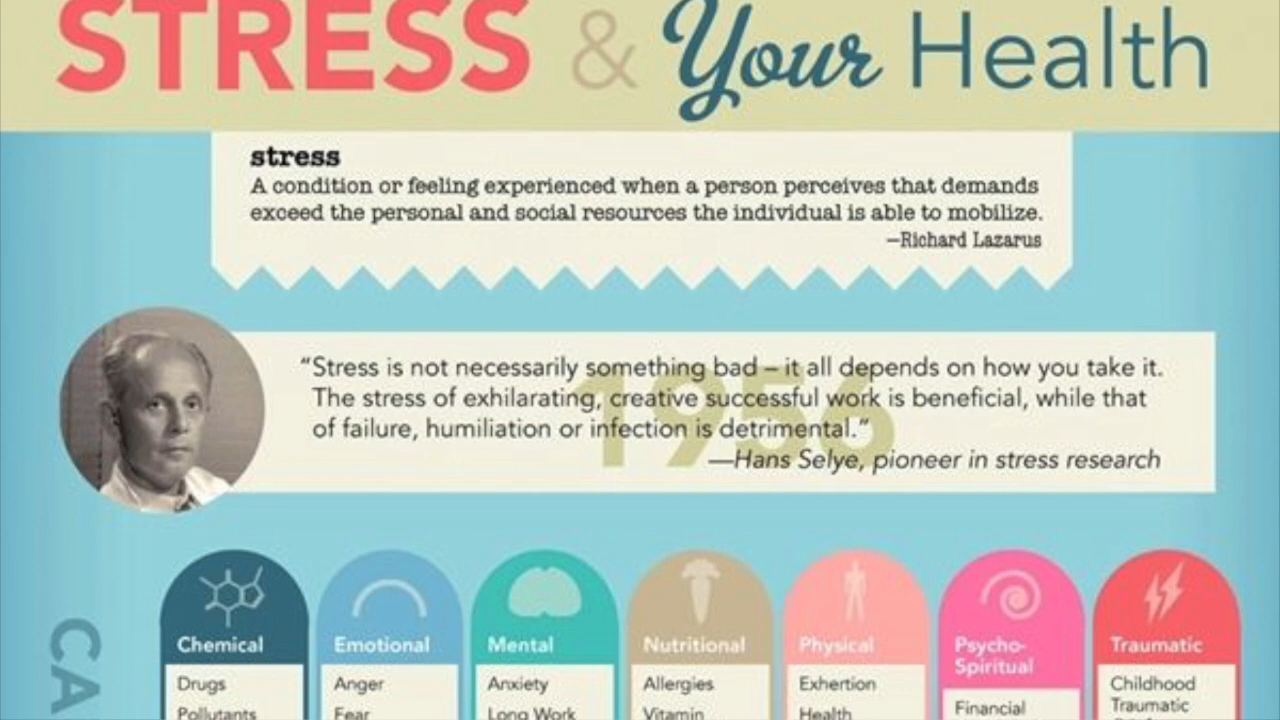 STRESS & Your Health
stress
A condition or feeling experienced when a person perceives that demands
exceed the personal and social resources the individual is able to mobilize.
—Richard Lazarus
1956
“Stress is not necessarily something bad – it all depends on how you take it.
The stress of exhilarating, creative successful work is beneficial, while that
of failure, humiliation or infection is detrimental.”
—Hans Selye, pioneer in stress research
CA
Chemical
Drugs
Pollutants
Emotional
Anger
Fear
Mental
Anxiety
Long Work
Nutritional
Allergies
Vitamin
Physical
Exhertion
Health
Psycho-
Spiritual
Financial
Traumatic
Childhood
Traumatic